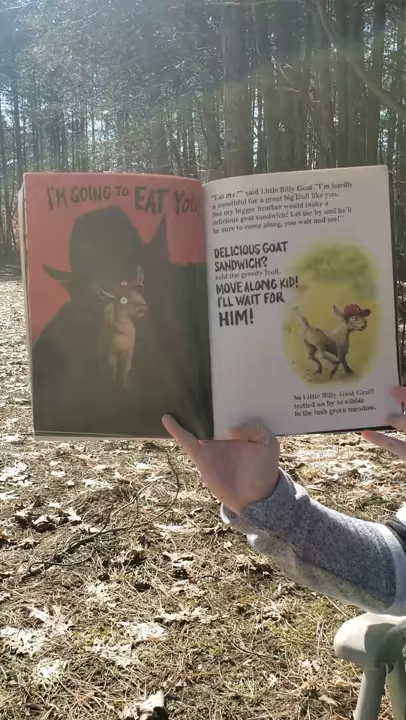 I'M GOING TO EAT YOU
"Eat me?" said Little Billy Goat. "I'm hardly
a mouthful for a great big troll like you.
But my bigger brother would make a
delicious goat sandwich! Let me by and he'll
be sure to come along, you wait and see!"
DELICIOUS GOAT
SANDWICH?
said the greedy Troll.
MOVE ALONG KID!
I'LL WAIT FOR
HIM!
So Little Billy Goat Gruff
trotted on by to nibble
in the lush green meadow.